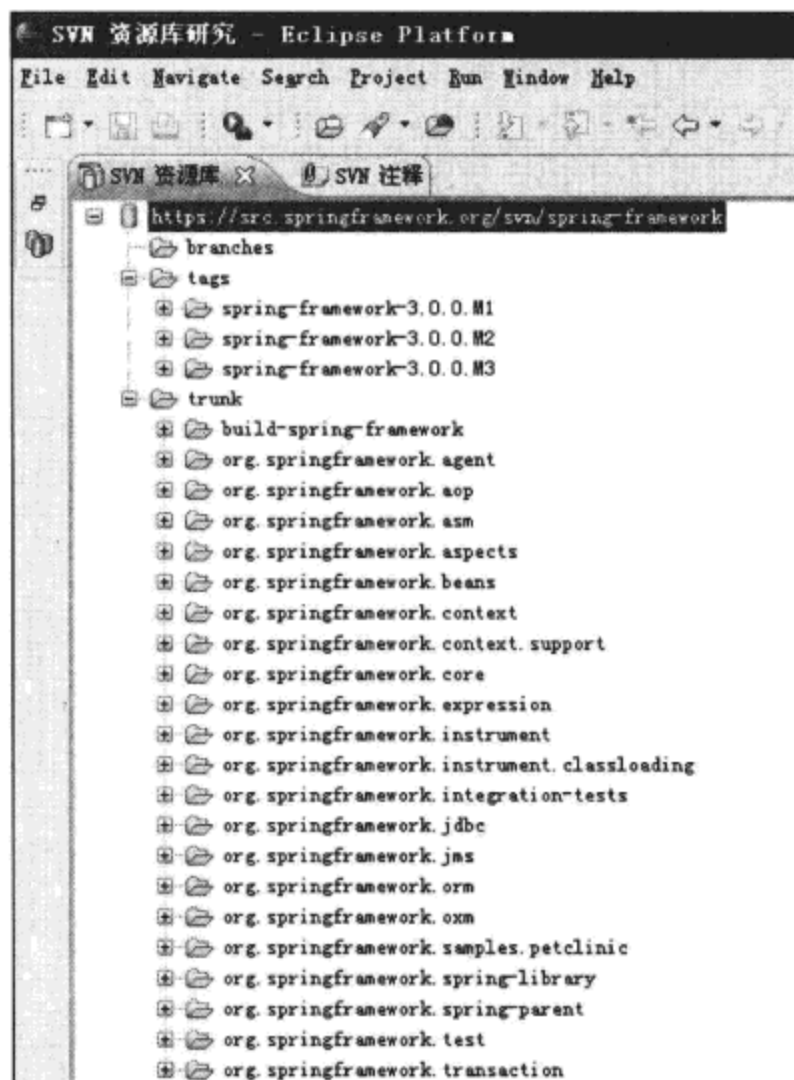 SVN 资源库研究 - Eclipse Platform
File Edit Navigate Search Project Run Window Help
SVN 资源库 SVN 注释
https://src.springframework.org/svn/spring-framework
branches
tags
spring-framework-3.0.0.M1
spring-framework-3.0.0.M2
spring-framework-3.0.0.M3
trunk
build-spring-framework
org.springframework.agent
org.springframework.aop
org.springframework.asm
org.springframework.aspects
org.springframework.beans
org.springframework.context
org.springframework.context.support
org.springframework.core
org.springframework.expression
org.springframework.instrument
org.springframework.instrument.classloading
org.springframework.integration-tests
org.springframework.jdbc
org.springframework.jms
org.springframework.orm
org.springframework.oxm
org.springframework.samples.petclinic
org.springframework.spring-library
org.springframework.spring-parent
org.springframework.test
org.springframework.transaction